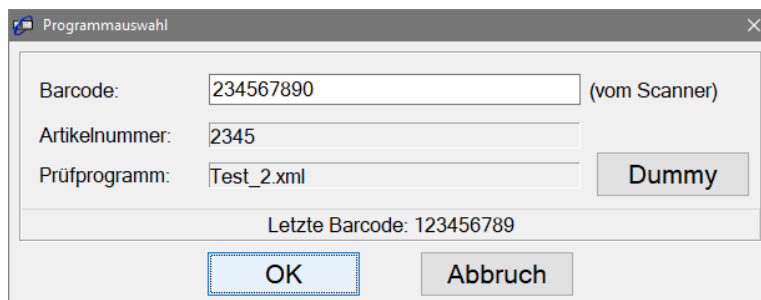 Programmauswahl
Barcode: 234567890 (vom Scanner)
Artikelnummer: 2345
Prüfprogramm: Test_2.xml Dummy
Letzte Barcode: 123456789
OK Abbruch